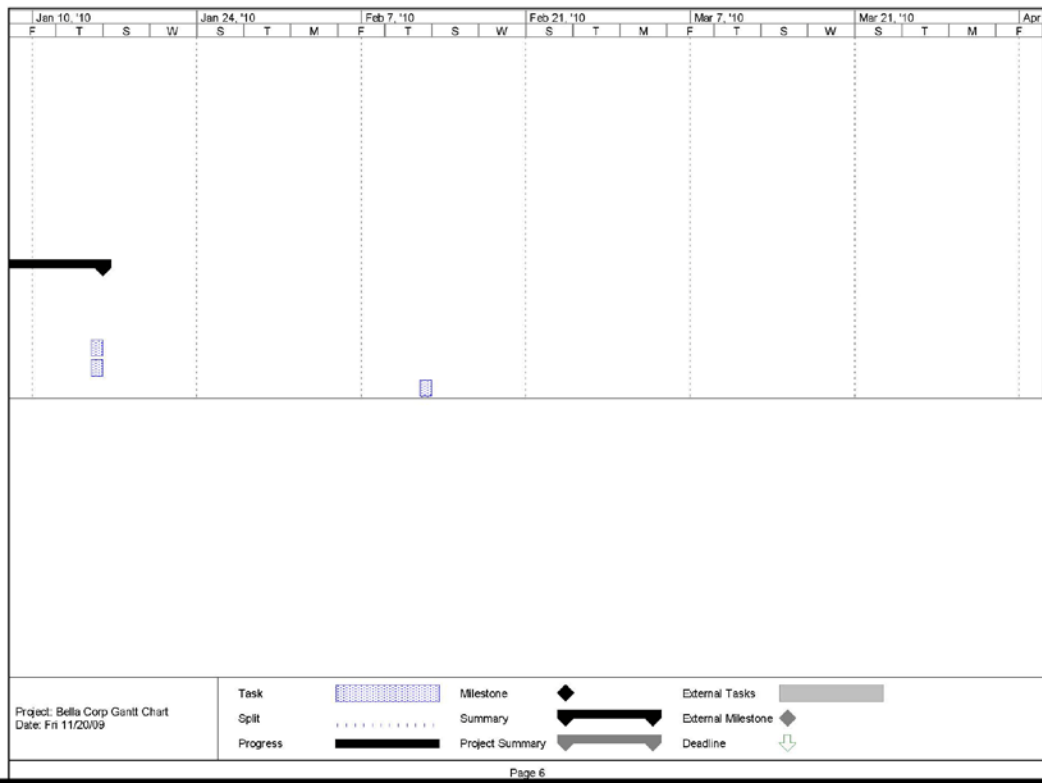 Jan 10, '10 Jan 24, '10 Feb 7, '10 Feb 21, '10 Mar 7, '10 Mar 21, '10 Apr
F T S W S T M F T S W S T M F T S W S T M F
Task Milestone External Tasks
Project: Bella Corp Gantt Chart
Date: Fri 11/20/09
Split Summary External Milestone
Progress Project Summary Deadline
Page 6